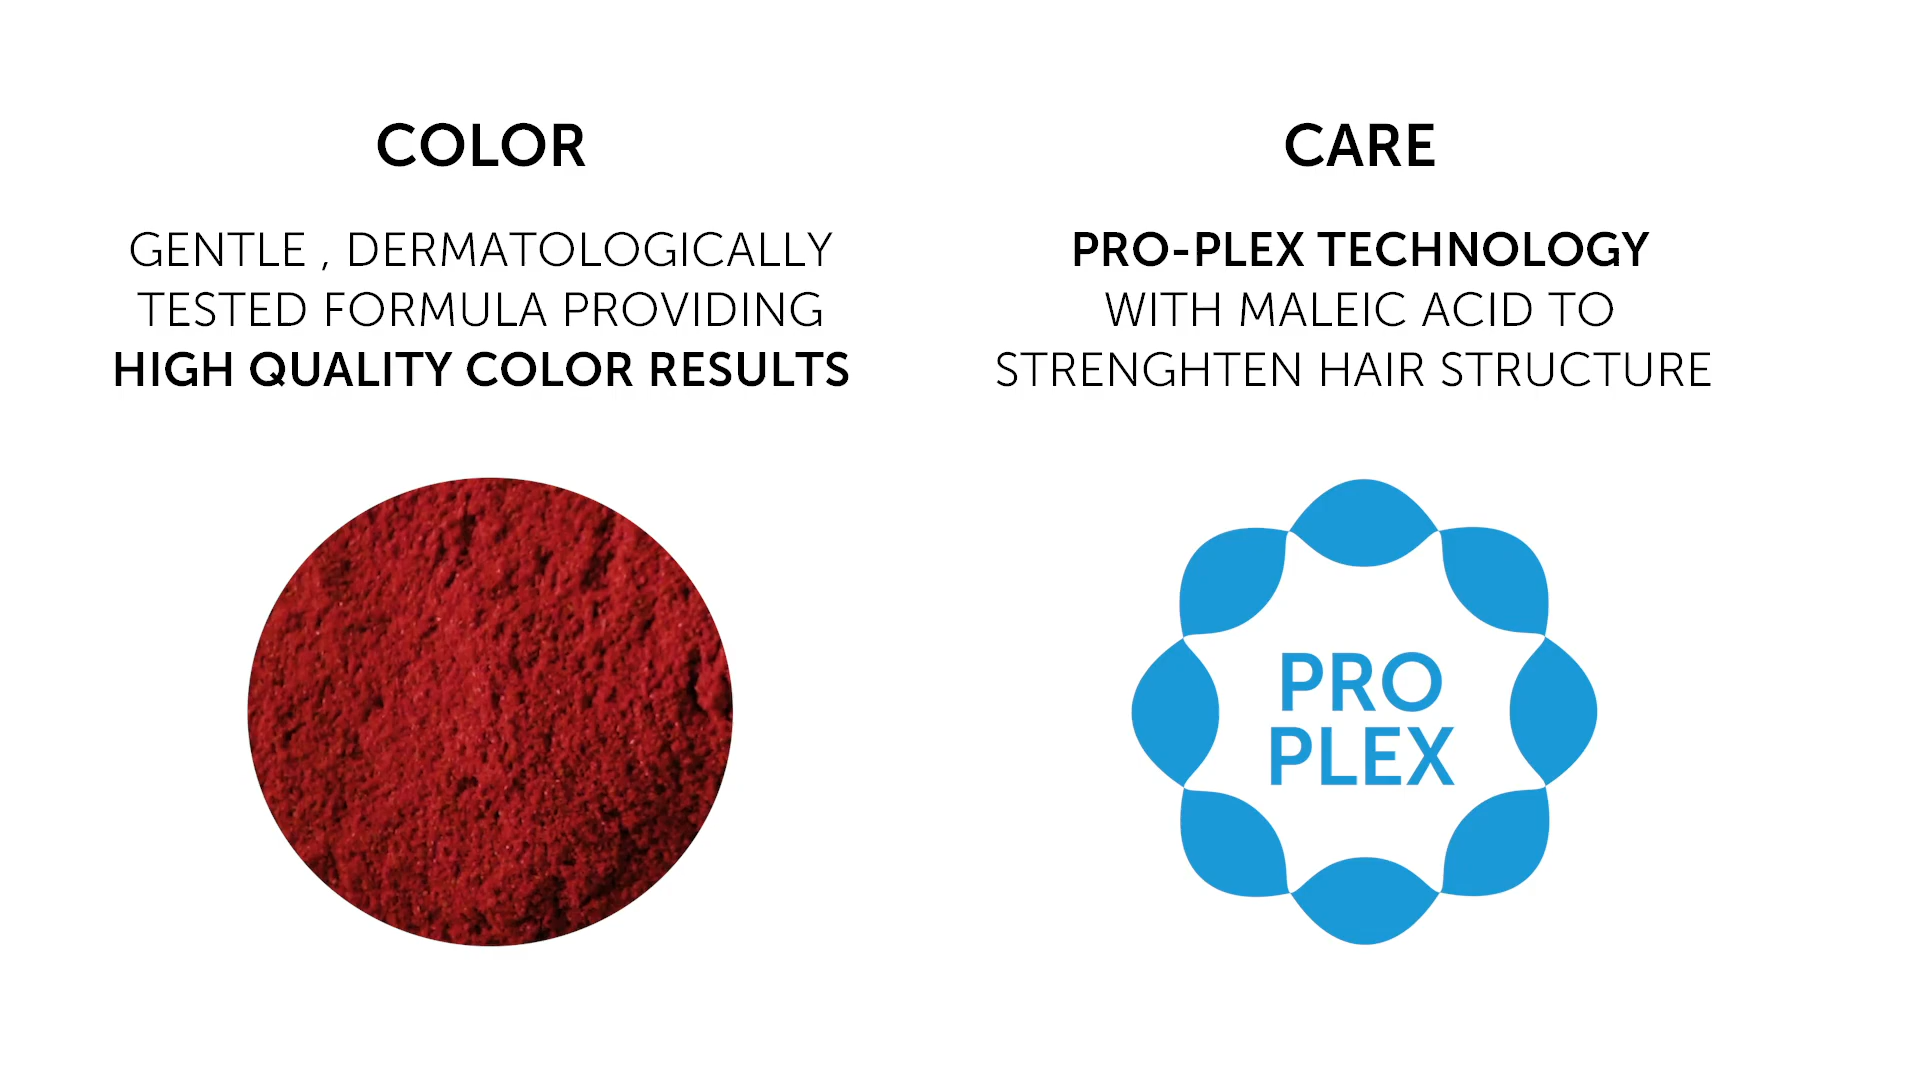 COLOR
GENTLE , DERMATOLOGICALLY
TESTED FORMULA PROVIDING
HIGH QUALITY COLOR RESULTS
CARE
PRO-PLEX TECHNOLOGY
WITH MALEIC ACID TO
STRENGHTEN HAIR STRUCTURE
PRO
PLEX